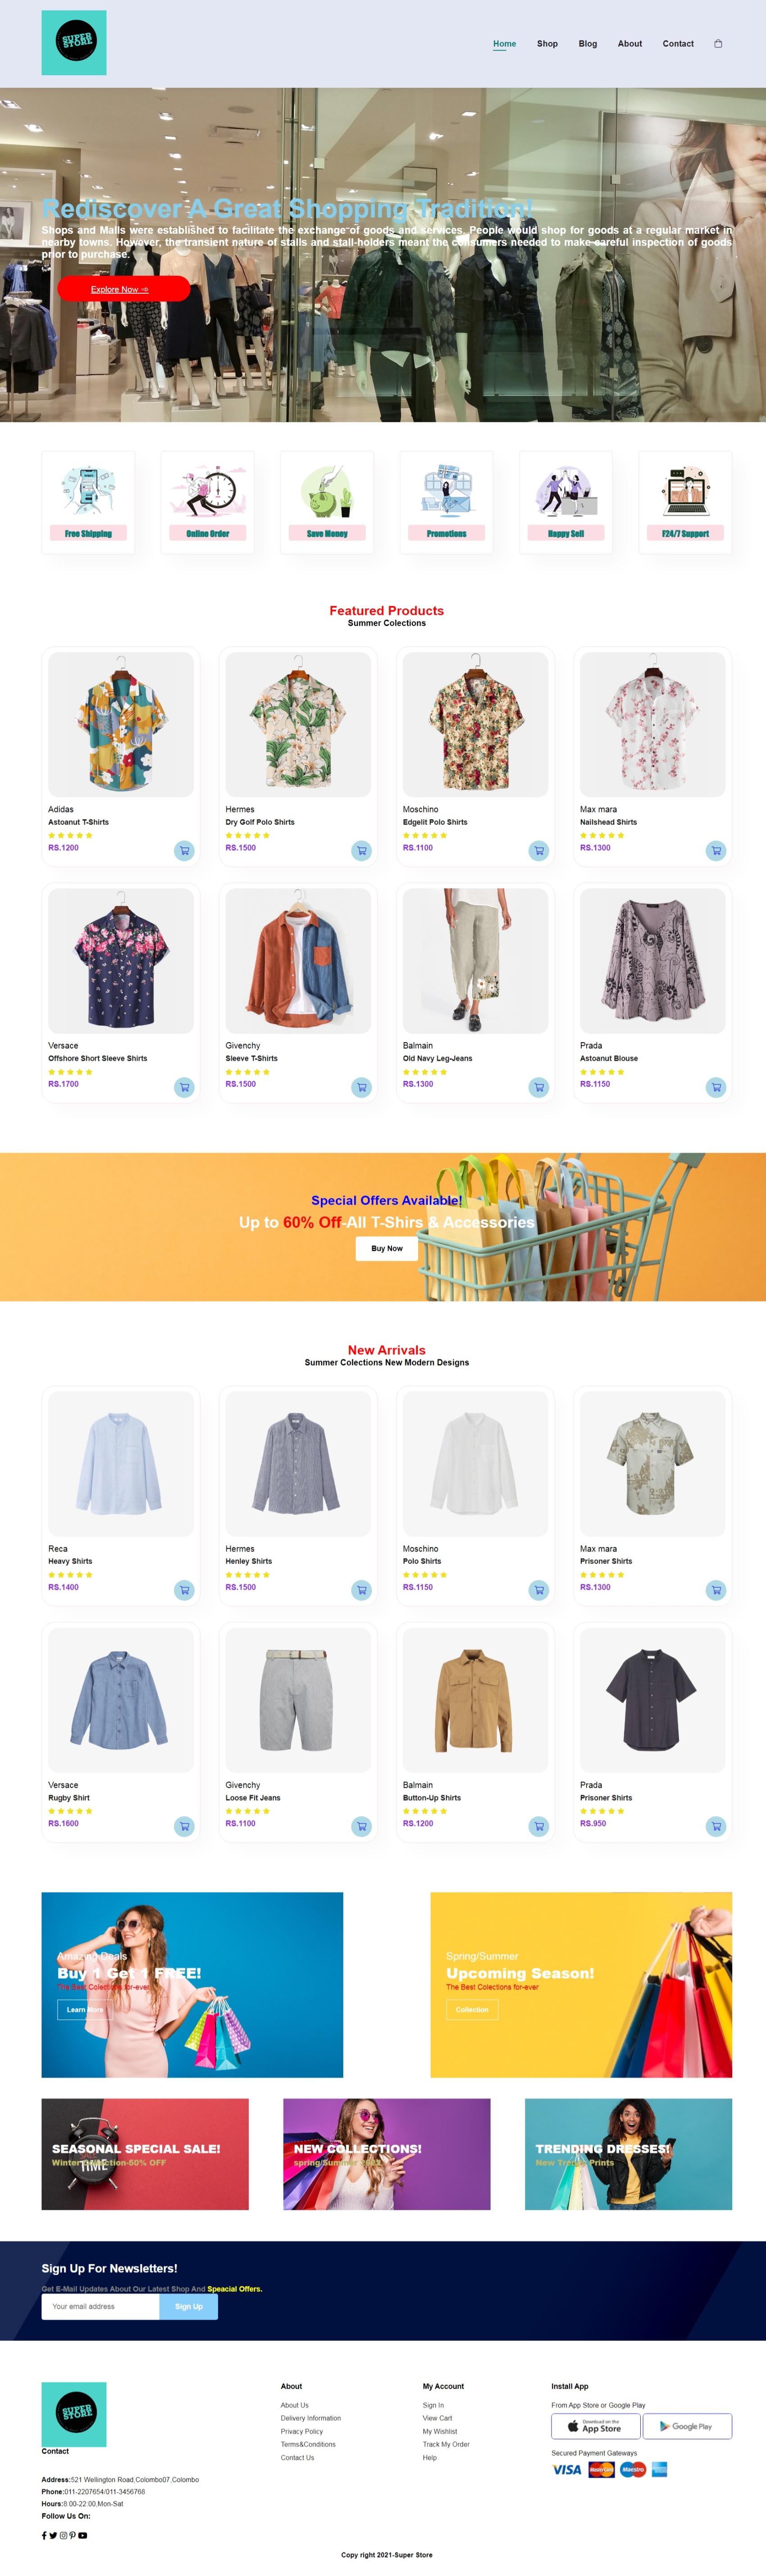 SUPER
STORE
Home Shop Blog About Contact
Rediscover A Great Shopping Tradition!
Shops and Malls were established to facilitate the exchange of goods and services. People would shop for goods at a regular market in
nearby towns. However, the transient nature of stalls and stall-holders meant the consumers needed to make careful inspection of goods
prior to purchase.
Explore Now ⇨
Free Shipping
Online Order
Save Money
Promotions
Happy Sell
F24/7 Support
Featured Products
Summer Colections
Adidas
Astoanut T-Shirts
RS.1200
Hermes
Dry Golf Polo Shirts
RS.1500
Moschino
Edgelit Polo Shirts
RS.1100
Max mara
Nailshead Shirts
RS.1300
Versace
Offshore Short Sleeve Shirts
RS.1700
Givenchy
Sleeve T-Shirts
RS.1500
Balmain
Old Navy Leg-Jeans
RS.1300
Prada
Astoanut Blouse
RS.1150
Special Offers Available!
Up to 60% Off-All T-Shirs & Accessories
Buy Now
New Arrivals
Summer Colections New Modern Designs
Reca
Heavy Shirts
RS.1400
Hermes
Henley Shirts
RS.1500
Moschino
Polo Shirts
RS.1150
Max mara
Prisoner Shirts
RS.1300
Versace
Rugby Shirt
RS.1600
Givenchy
Loose Fit Jeans
RS.1100
Balmain
Button-Up Shirts
RS.1200
Prada
Prisoner Shirts
RS.950
Amazing Deals
Buy 1 Get 1 FREE!
The Best Colections for-ever
Learn More
Spring/Summer
Upcoming Season!
The Best Colections for-ever
Collection
SEASONAL SPECIAL SALE!
Winter Collection-50% OFF
TIME
NEW COLLECTIONS!
spring/Summer
TRENDING DRESSES!
New Trendy Prints
Sign Up For Newsletters!
Get E-Mail Updates About Our Latest Shop And Speacial Offers.
Your email address
Sign Up
SUPER
STORE
Contact
Address:521 Wellington Road,Colombo07,Colombo
Phone:011-2207654/011-3456768
Hours:8:00-22:00,Mon-Sat
Follow Us On:
About
About Us
Delivery Information
Privacy Policy
Terms&Conditions
Contact Us
My Account
Sign In
View Cart
My Wishlist
Track My Order
Help
Install App
From App Store or Google Play
Download on the
App Store
Google Play
Secured Payment Gateways
VISA
MasterCard
Maestro
Copy right 2021-Super Store